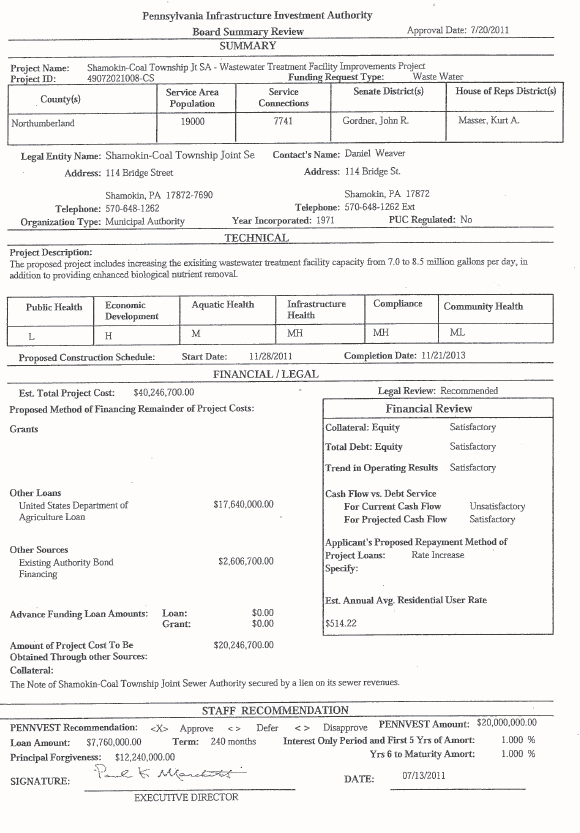 Pennsylvania Infrastructure Investment Authority
Board Summary Review Approval Date: 7/20/2011
SUMMARY
Project Name: Shamokin-Coal Township Jt SA - Wastewater Treatment Facility Improvements Project
Project ID: 49072021008-CS Funding Request Type: Waste Water
County(s) Service Area Population Service Connections Senate District(s) House of Reps District(s)
Northumberland 19000 7741 Gordner, John R. Masser, Kurt A.
Legal Entity Name: Shamokin-Coal Township Joint Se Contact's Name: Daniel Weaver
Address: 114 Bridge Street Address: 114 Bridge St.
Shamokin, PA 17872-7690 Shamokin, PA 17872
Telephone: 570-648-1262 Telephone: 570-648-1262 Ext
Organization Type: Municipal Authority Year Incorporated: 1971 PUC Regulated: No
TECHNICAL
Project Description:
The proposed project includes increasing the exisiting wastewater treatment facility capacity from 7.0 to 8.5 million gallons per day, in
addition to providing enhanced biological nutrient removal.
Public Health Economic Development Aquatic Health Infrastructure Health Compliance Community Health
L H M MH MH ML
Proposed Construction Schedule: Start Date: 11/28/2011 Completion Date: 11/21/2013
FINANCIAL / LEGAL
Est. Total Project Cost: $40,246,700.00 Legal Review: Recommended
Proposed Method of Financing Remainder of Project Costs:
Grants
Other Loans
United States Department of $17,640,000.00
Agriculture Loan
Other Sources
Existing Authority Bond $2,606,700.00
Financing
Advance Funding Loan Amounts: Loan: $0.00
Grant: $0.00
Amount of Project Cost To Be $20,246,700.00
Obtained Through other Sources:
Collateral:
The Note of Shamokin-Coal Township Joint Sewer Authority secured by a lien on its sewer revenues.
Financial Review
Collateral: Equity Satisfactory
Total Debt: Equity Satisfactory
Trend in Operating Results Satisfactory
Cash Flow vs. Debt Service
For Current Cash Flow Unsatisfactory
For Projected Cash Flow Satisfactory
Applicant's Proposed Repayment Method of
Project Loans: Rate Increase
Specify:
Est. Annual Avg. Residential User Rate
$514.22
STAFF RECOMMENDATION
PENNVEST Recommendation: <X> Approve < > Defer < > Disapprove PENNVEST Amount: $20,000,000.00
Loan Amount: $7,760,000.00 Term: 240 months Interest Only Period and First 5 Yrs of Amort: 1.000 %
Principal Forgiveness: $12,240,000.00 Yrs 6 to Maturity Amort: 1.000 %
SIGNATURE: Paul K. DATE: 07/13/2011
EXECUTIVE DIRECTOR